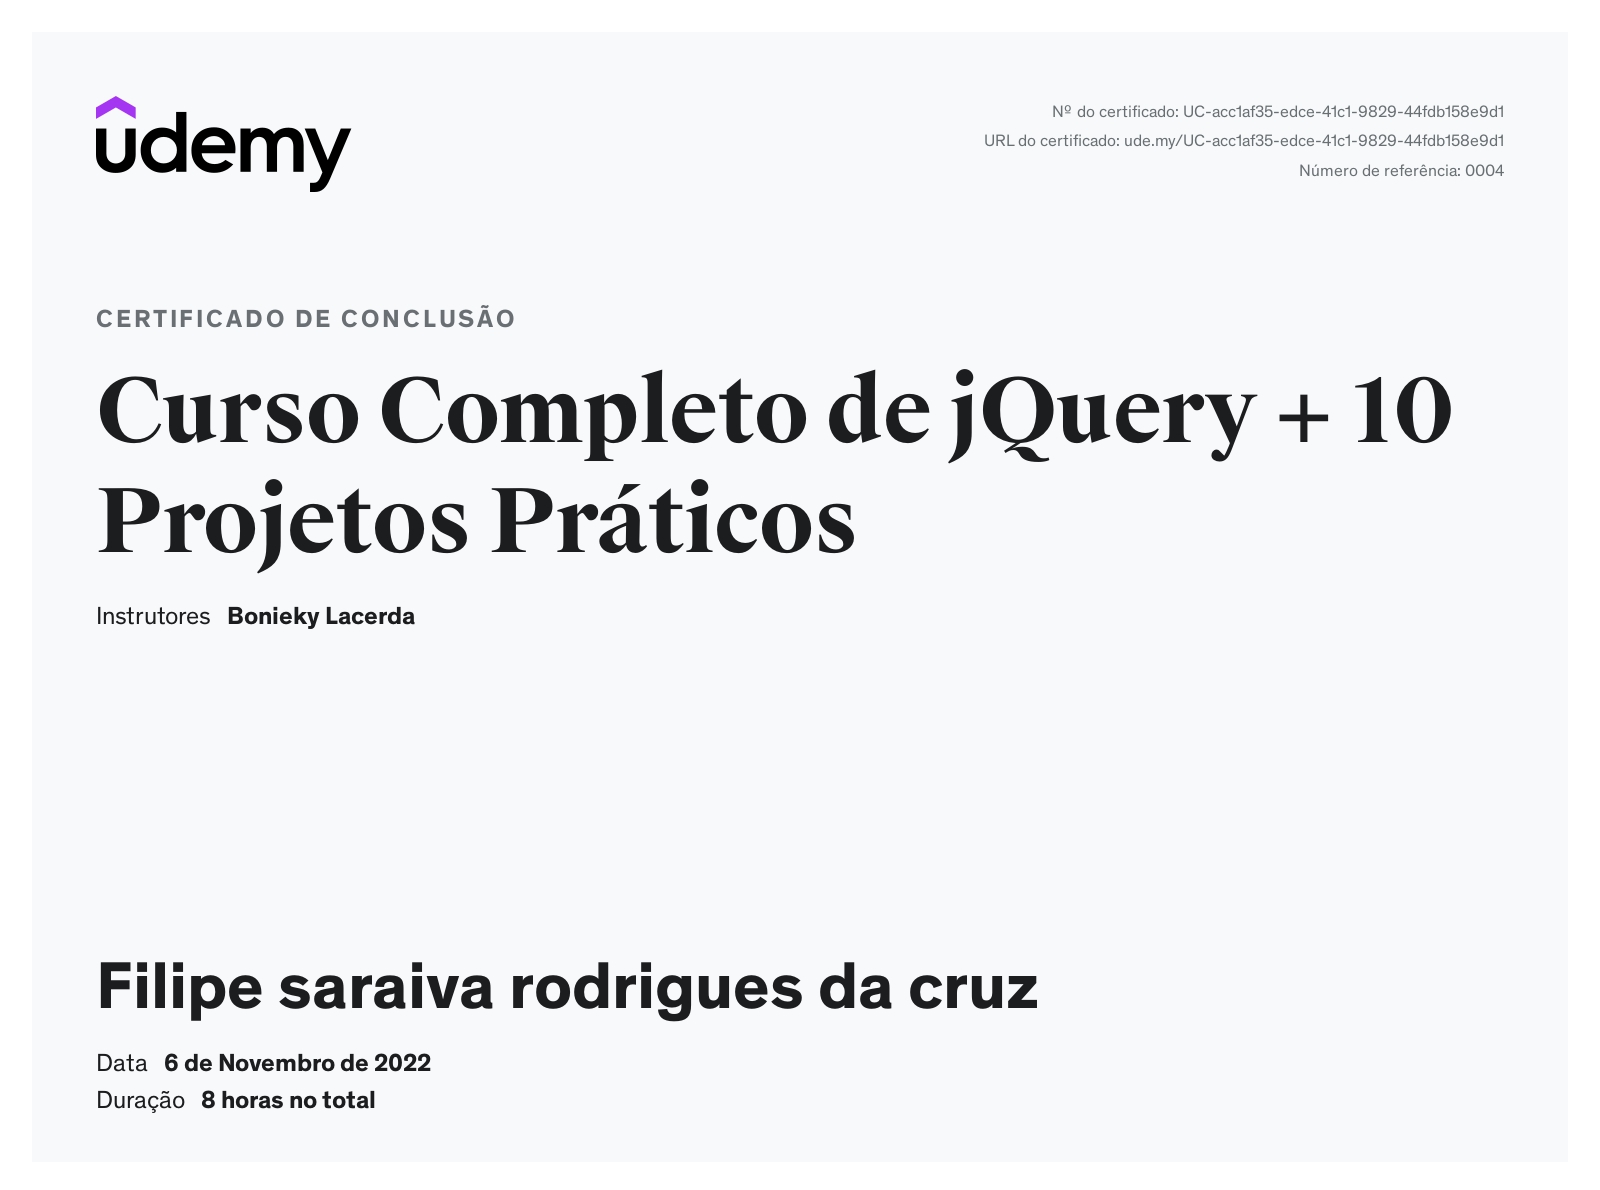 udemy
Nº do certificado: UC-acc1af35-edce-41c1-9829-44fdb158e9d1
URL do certificado: ude.my/UC-acc1af35-edce-41c1-9829-44fdb158e9d1
Número de referência: 0004
CERTIFICADO DE CONCLUSÃO
Curso Completo de jQuery + 10
Projetos Práticos
Instrutores Bonieky Lacerda
Filipe saraiva rodrigues da cruz
Data 6 de Novembro de 2022
Duração 8 horas no total